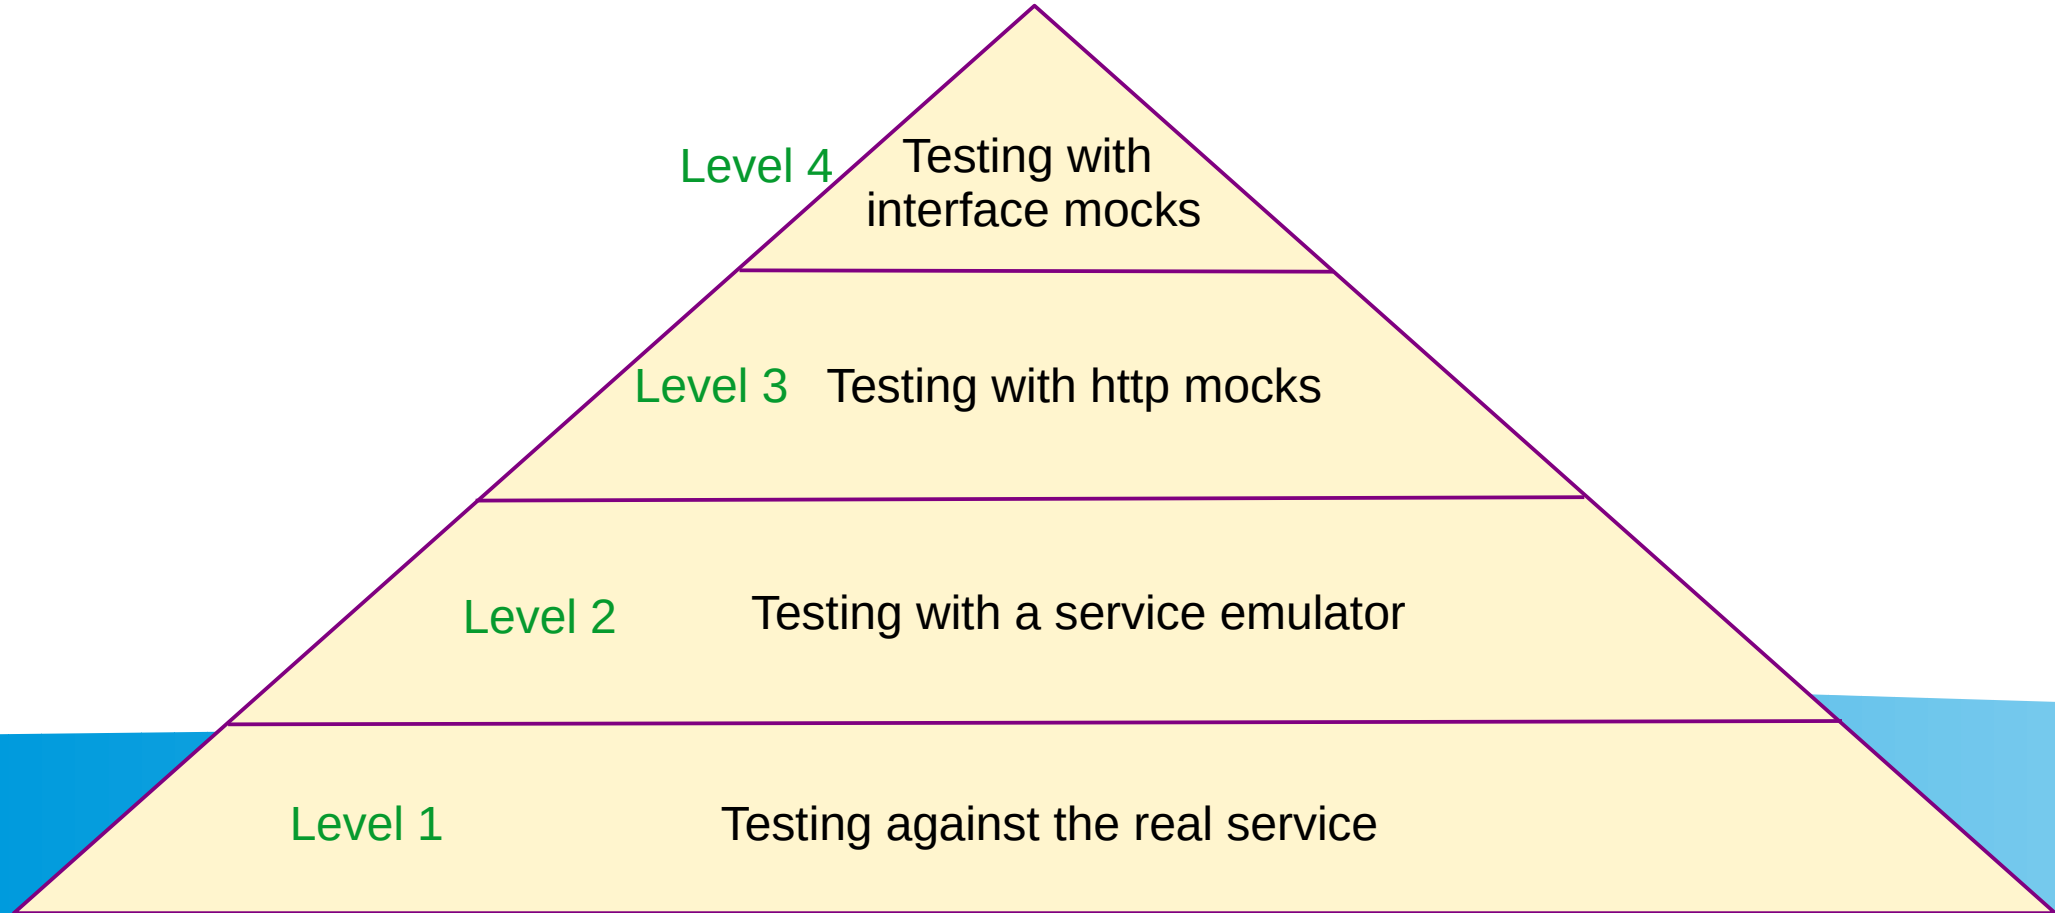 Level 4
Testing with
interface mocks
Level 3 Testing with http mocks
Level 2 Testing with a service emulator
Level 1 Testing against the real service